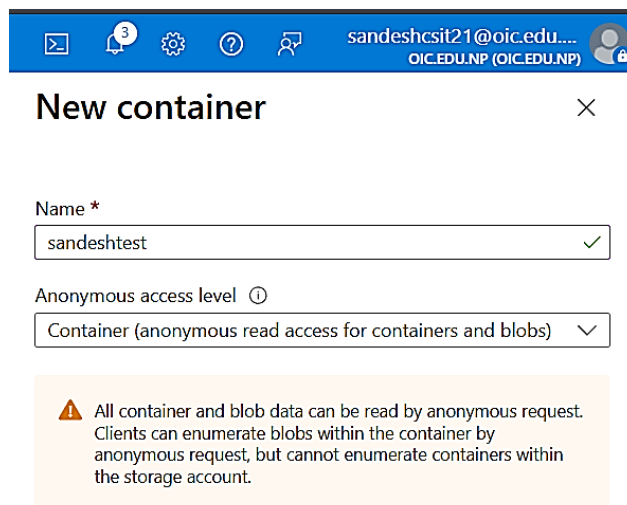 3
sandeshcsit21@oic.edu....
OIC.EDU.NP (OIC.EDU.NP)
New container
Name *
sandeshtest
Anonymous access level
Container (anonymous read access for containers and blobs)
All container and blob data can be read by anonymous request.
Clients can enumerate blobs within the container by
anonymous request, but cannot enumerate containers within
the storage account.